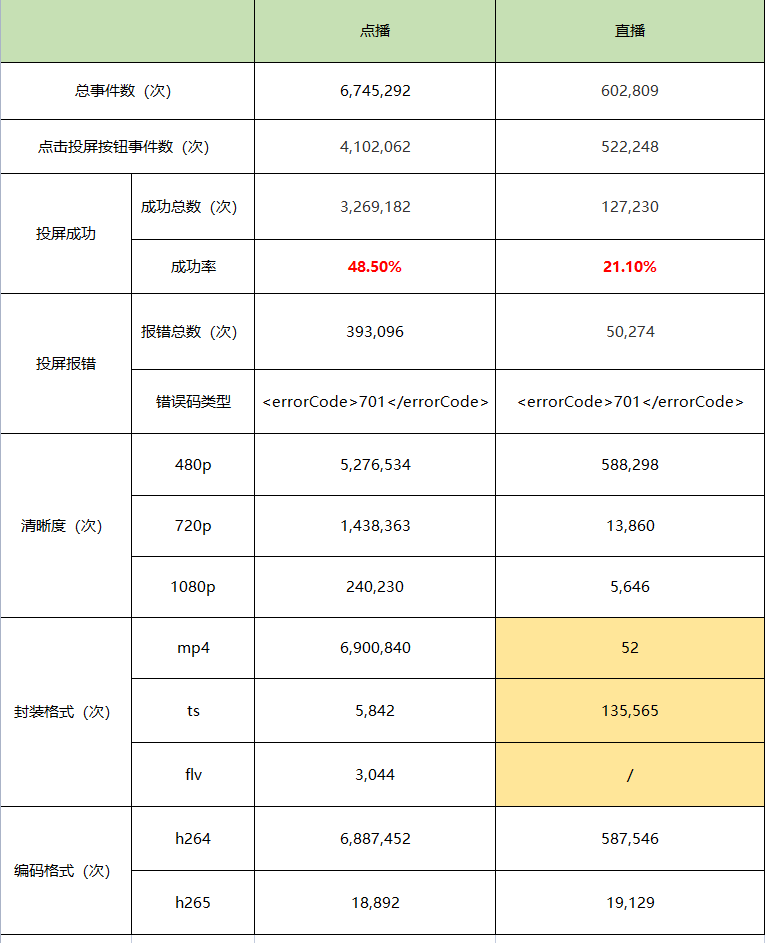 点播 直播
总事件数（次） 6,745,292 602,809
点击投屏按钮事件数（次） 4,102,062 522,248
投屏成功 成功总数（次） 3,269,182 127,230
成功率 48.50% 21.10%
投屏报错 报错总数（次） 393,096 50,274
错误码类型 <errorCode>701</errorCode> <errorCode>701</errorCode>
清晰度（次） 480p 5,276,534 588,298
720p 1,438,363 13,860
1080p 240,230 5,646
封装格式（次） mp4 6,900,840 52
ts 5,842 135,565
flv 3,044 /
编码格式（次） h264 6,887,452 587,546
h265 18,892 19,129